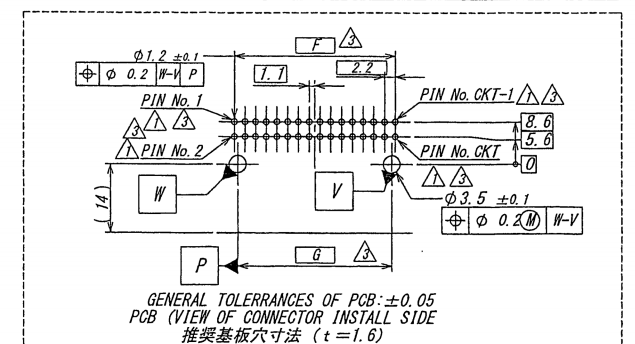 F 3
φ1.2 ±0.1
⌖ φ 0.2 W-V P
1.1
2.2
PIN No. 1
1 3
PIN No. CKT-1 1 3
3
1 PIN No. 2
8.6
5.6
PIN No. CKT
0
1 3
W
V
(14)
φ3.5 ±0.1
⌖ φ 0.2Ⓜ W-V
G 3
P
GENERAL TOLERRANCES OF PCB:±0.05
PCB (VIEW OF CONNECTOR INSTALL SIDE
推奨基板穴寸法 (t=1.6)